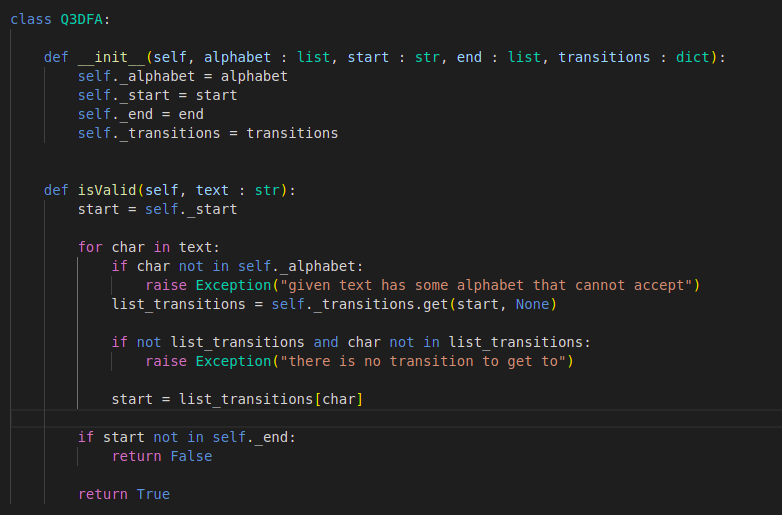 class Q3DFA:
def __init__(self, alphabet : list, start : str, end : list, transitions : dict):
self._alphabet = alphabet
self._start = start
self._end = end
self._transitions = transitions
def isValid(self, text : str):
start = self._start
for char in text:
if char not in self._alphabet:
raise Exception("given text has some alphabet that cannot accept")
list_transitions = self._transitions.get(start, None)
if not list_transitions and char not in list_transitions:
raise Exception("there is no transition to get to")
start = list_transitions[char]
if start not in self._end:
return False
return True